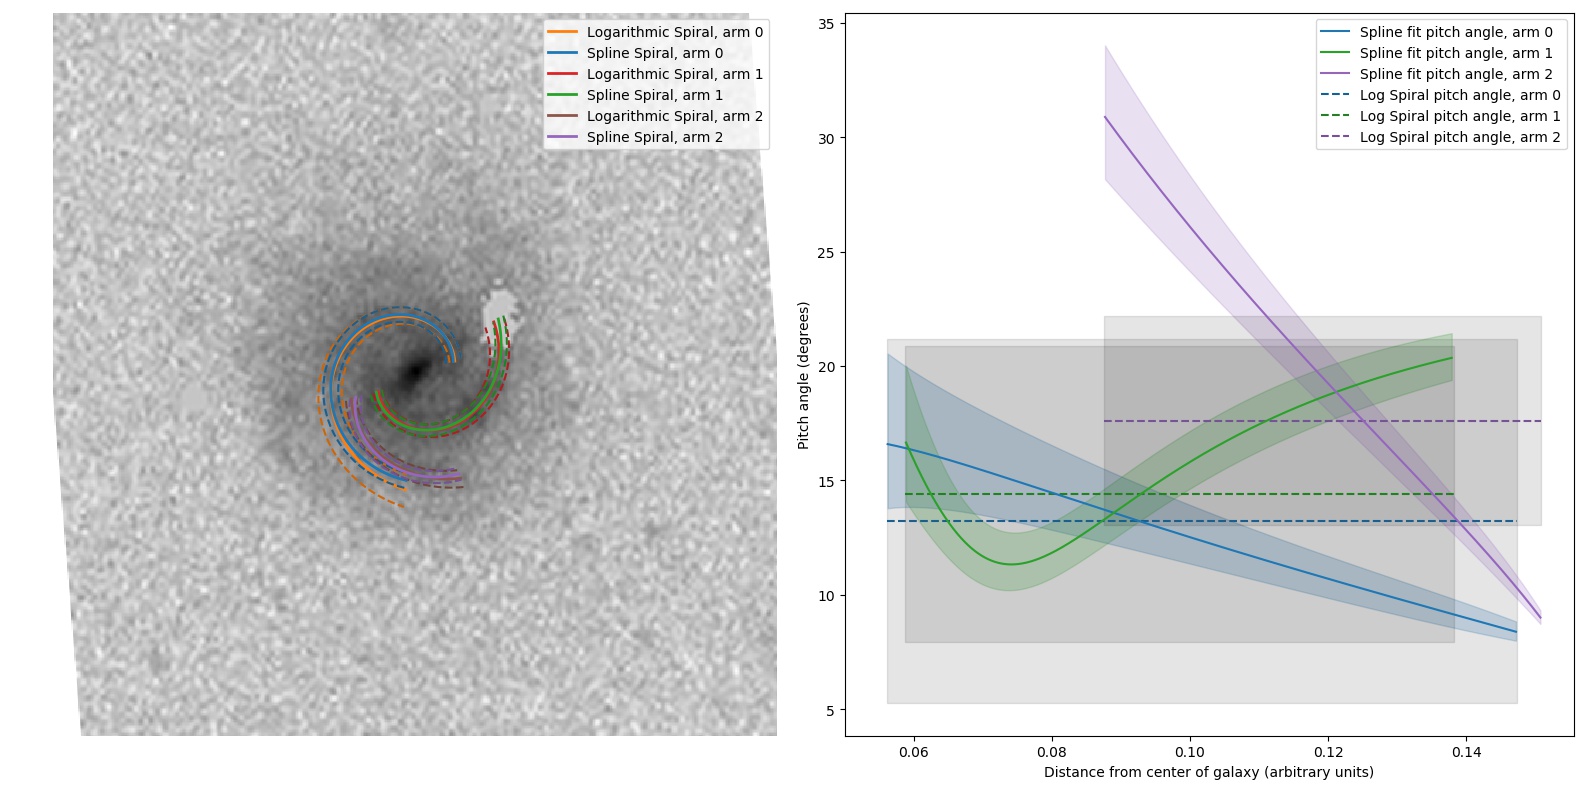 Logarithmic Spiral, arm 0
Spline Spiral, arm 0
Logarithmic Spiral, arm 1
Spline Spiral, arm 1
Logarithmic Spiral, arm 2
Spline Spiral, arm 2
Spline fit pitch angle, arm 0
Spline fit pitch angle, arm 1
Spline fit pitch angle, arm 2
Log Spiral pitch angle, arm 0
Log Spiral pitch angle, arm 1
Log Spiral pitch angle, arm 2
Pitch angle (degrees)
35
30
25
20
15
10
5
0.06 0.08 0.10 0.12 0.14
Distance from center of galaxy (arbitrary units)